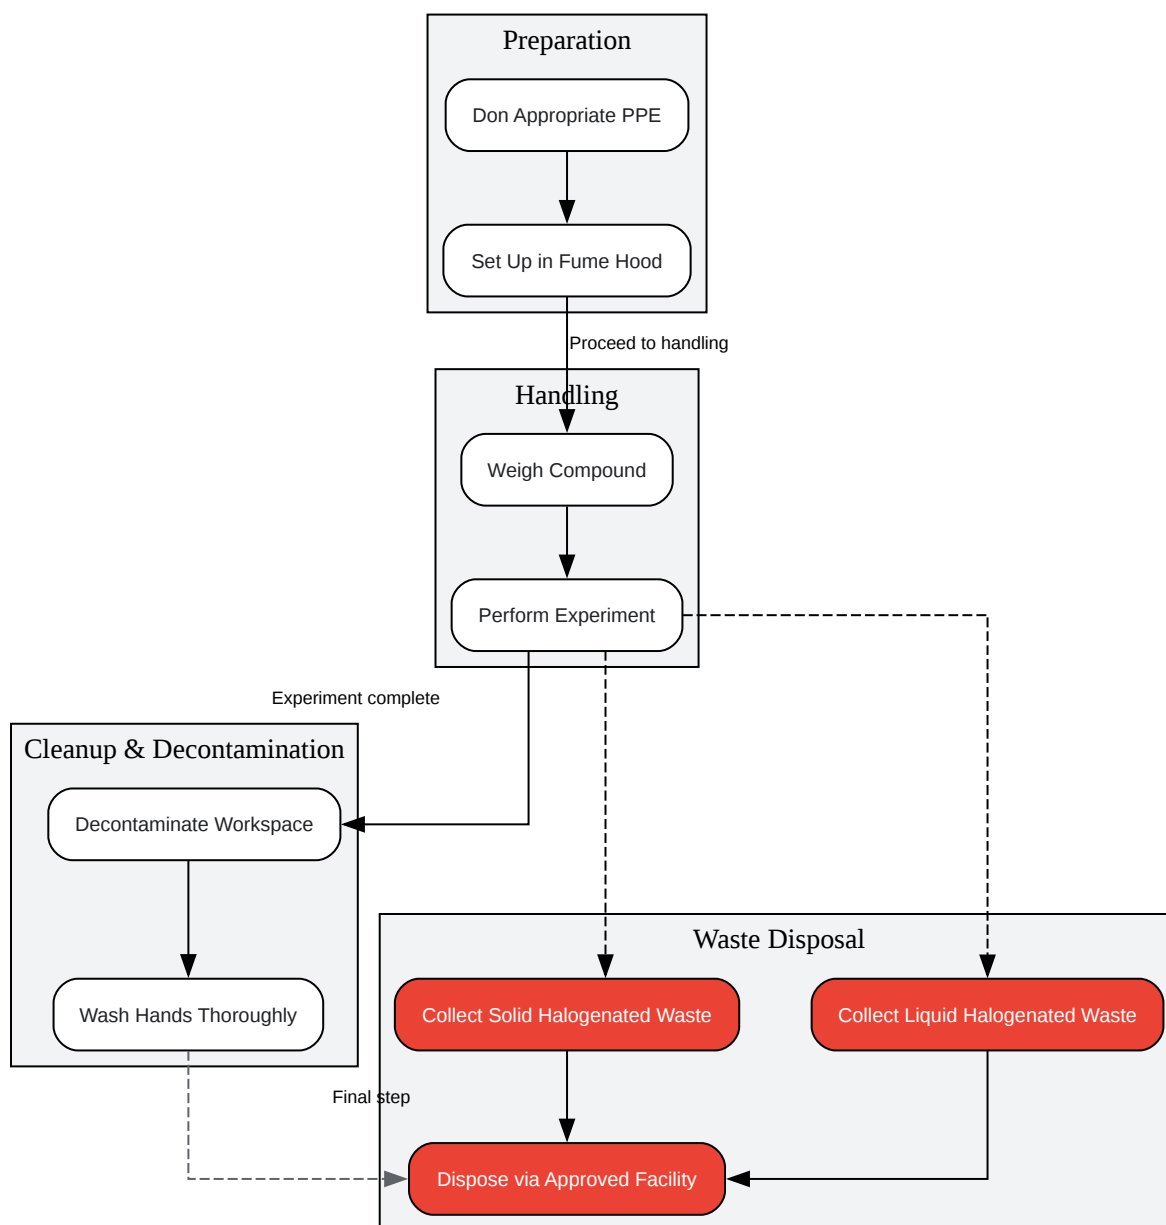 Preparation
Don Appropriate PPE
Set Up in Fume Hood
Proceed to handling
Handling
Weigh Compound
Perform Experiment
Experiment complete
Cleanup & Decontamination
Decontaminate Workspace
Wash Hands Thoroughly
Waste Disposal
Collect Solid Halogenated Waste
Collect Liquid Halogenated Waste
Final step
Dispose via Approved Facility